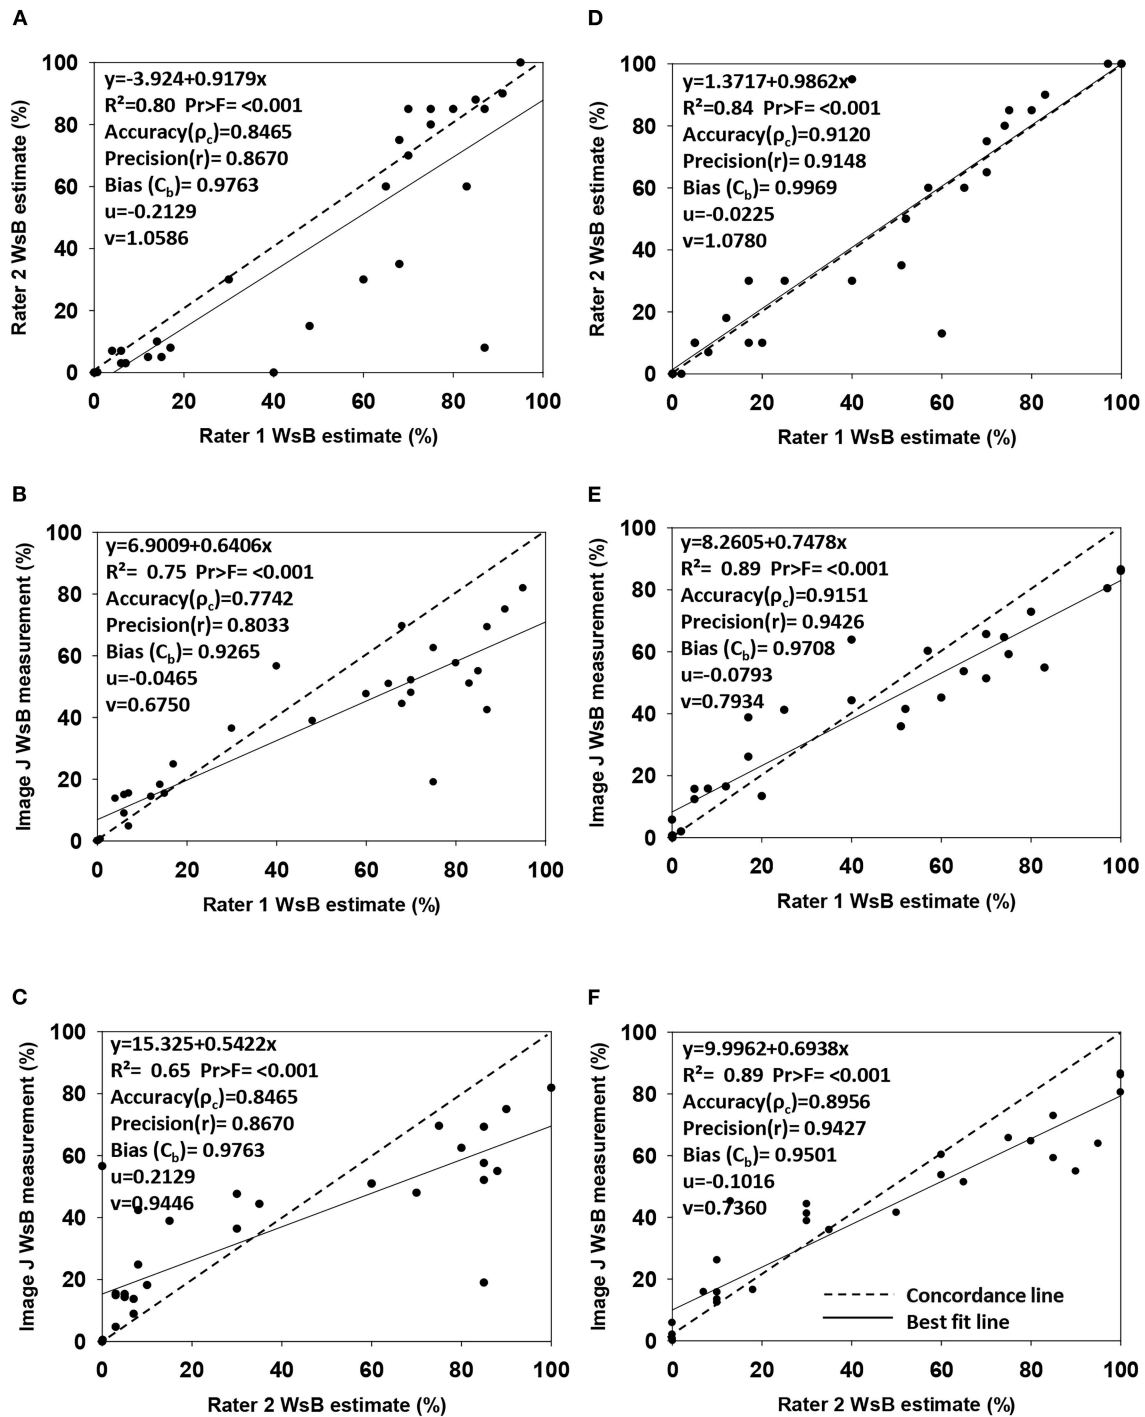 A
y=-3.924+0.9179x
R²=0.80 Pr>F= <0.001
Accuracy(ρc)=0.8465
Precision(r)= 0.8670
Bias (Cb)= 0.9763
u=-0.2129
v=1.0586
Rater 2 WsB estimate (%)
100
80
60
40
20
0
0 20 40 60 80 100
Rater 1 WsB estimate (%)
D
y=1.3717+0.9862x
R²=0.84 Pr>F= <0.001
Accuracy(ρc)=0.9120
Precision(r)= 0.9148
Bias (Cb)= 0.9969
u=-0.0225
v=1.0780
Rater 2 WsB estimate (%)
100
80
60
40
20
0
0 20 40 60 80 100
Rater 1 WsB estimate (%)
B
y=6.9009+0.6406x
R²= 0.75 Pr>F= <0.001
Accuracy(ρc)=0.7742
Precision(r)= 0.8033
Bias (Cb)= 0.9265
u=-0.0465
v=0.6750
Image J WsB measurement (%)
100
80
60
40
20
0
0 20 40 60 80 100
Rater 1 WsB estimate (%)
E
y=8.2605+0.7478x
R²= 0.89 Pr>F= <0.001
Accuracy(ρc)=0.9151
Precision(r)= 0.9426
Bias (Cb)= 0.9708
u=-0.0793
v=0.7934
Image J WsB measurement (%)
100
80
60
40
20
0
0 20 40 60 80 100
Rater 1 WsB estimate (%)
C
y=15.325+0.5422x
R²= 0.65 Pr>F= <0.001
Accuracy(ρc)=0.8465
Precision(r)= 0.8670
Bias (Cb)= 0.9763
u=0.2129
v=0.9446
Image J WsB measurement (%)
100
80
60
40
20
0
0 20 40 60 80 100
Rater 2 WsB estimate (%)
F
y=9.9962+0.6938x
R²= 0.89 Pr>F= <0.001
Accuracy(ρc)=0.8956
Precision(r)= 0.9427
Bias (Cb)= 0.9501
u=-0.1016
v=0.7360
Concordance line
Best fit line
Image J WsB measurement (%)
100
80
60
40
20
0
0 20 40 60 80 100
Rater 2 WsB estimate (%)